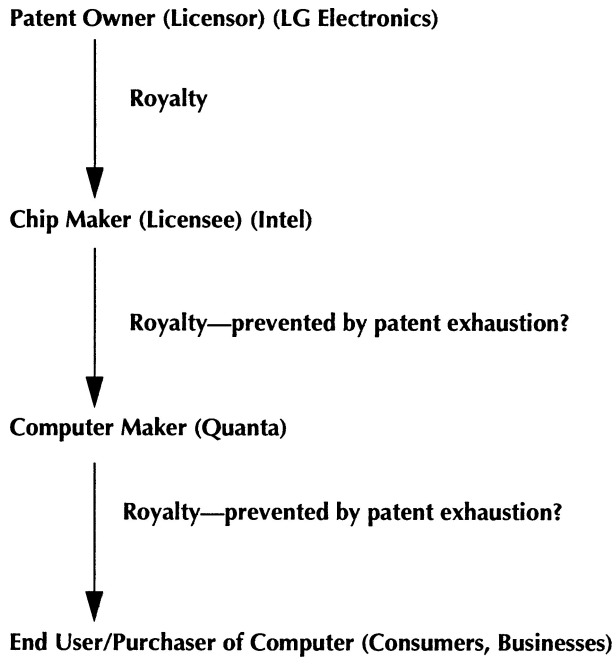 Patent Owner (Licensor) (LG Electronics)
Royalty
Chip Maker (Licensee) (Intel)
Royalty—prevented by patent exhaustion?
Computer Maker (Quanta)
Royalty—prevented by patent exhaustion?
End User/Purchaser of Computer (Consumers, Businesses)